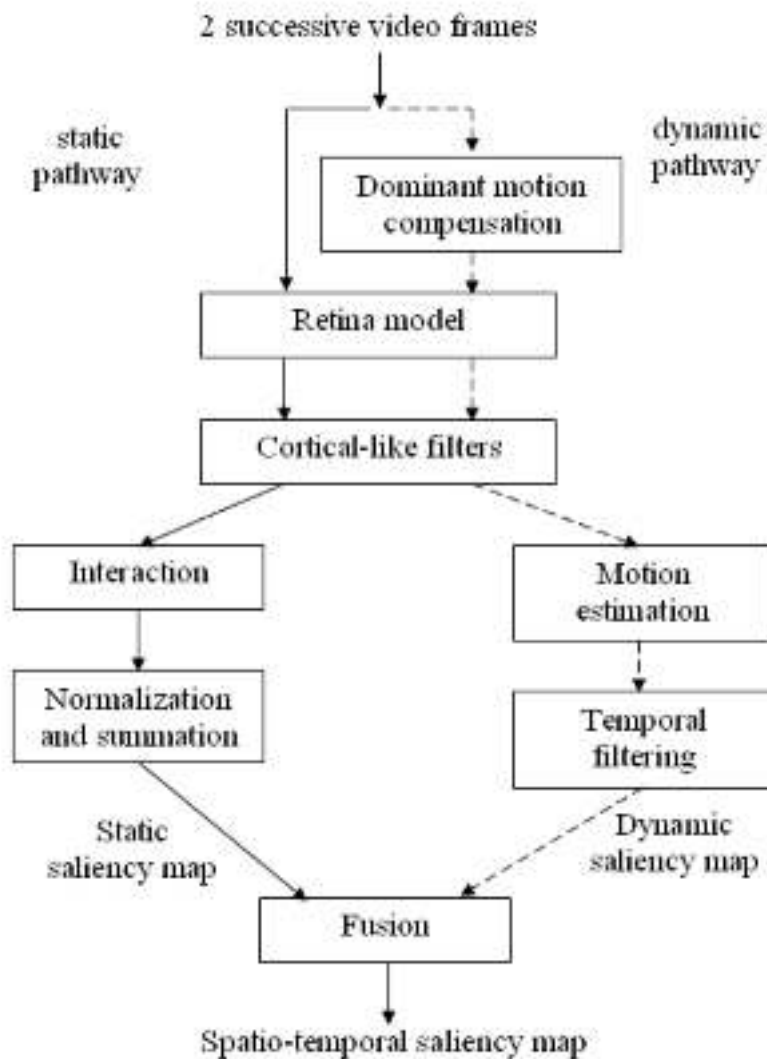 2 successive video frames
static
pathway
dynamic
pathway
Dominant motion
compensation
Retina model
Cortical-like filters
Interaction
Motion
estimation
Normalization
and summation
Temporal
filtering
Static
saliency map
Dynamic
saliency map
Fusion
Spatio-temporal saliency map